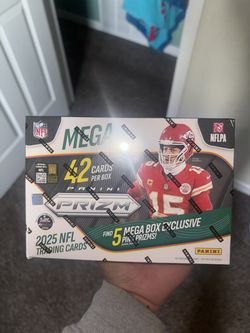 NFL
MEGA
NFLPA
42 CARDS
PER BOX
PANINI
PRIZM
15
FIND 5 MEGA BOX EXCLUSIVE
PRIZMS!
2025 NFL
TRADING CARDS
PANINI